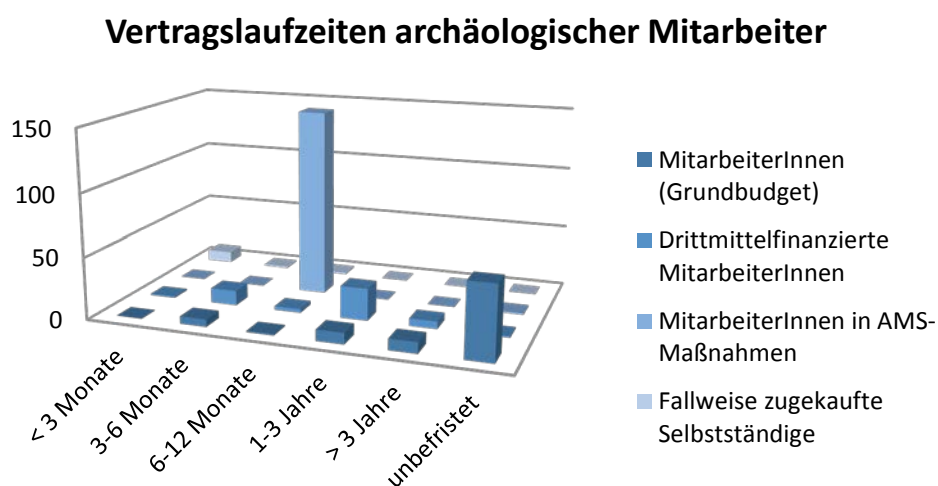 Vertragslaufzeiten archäologischer Mitarbeiter
150
100
50
0
< 3 Monate
3-6 Monate
6-12 Monate
1-3 Jahre
> 3 Jahre
unbefristet
MitarbeiterInnen
(Grundbudget)
Drittmittelfinanzierte
MitarbeiterInnen
MitarbeiterInnen in AMS-
Maßnahmen
Fallweise zugekaufte
Selbstständige